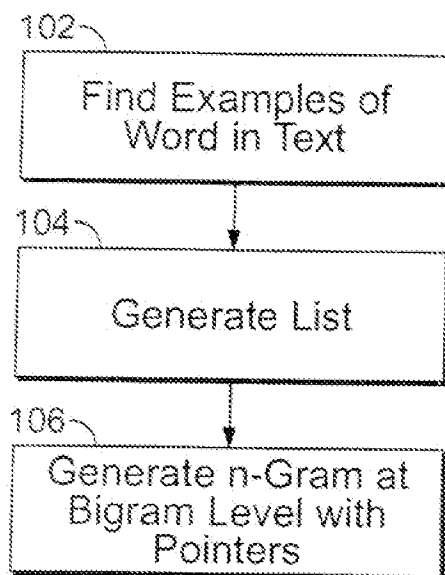 102
Find Examples of
Word in Text
104
Generate List
106
Generate n-Gram at
Bigram Level with
Pointers